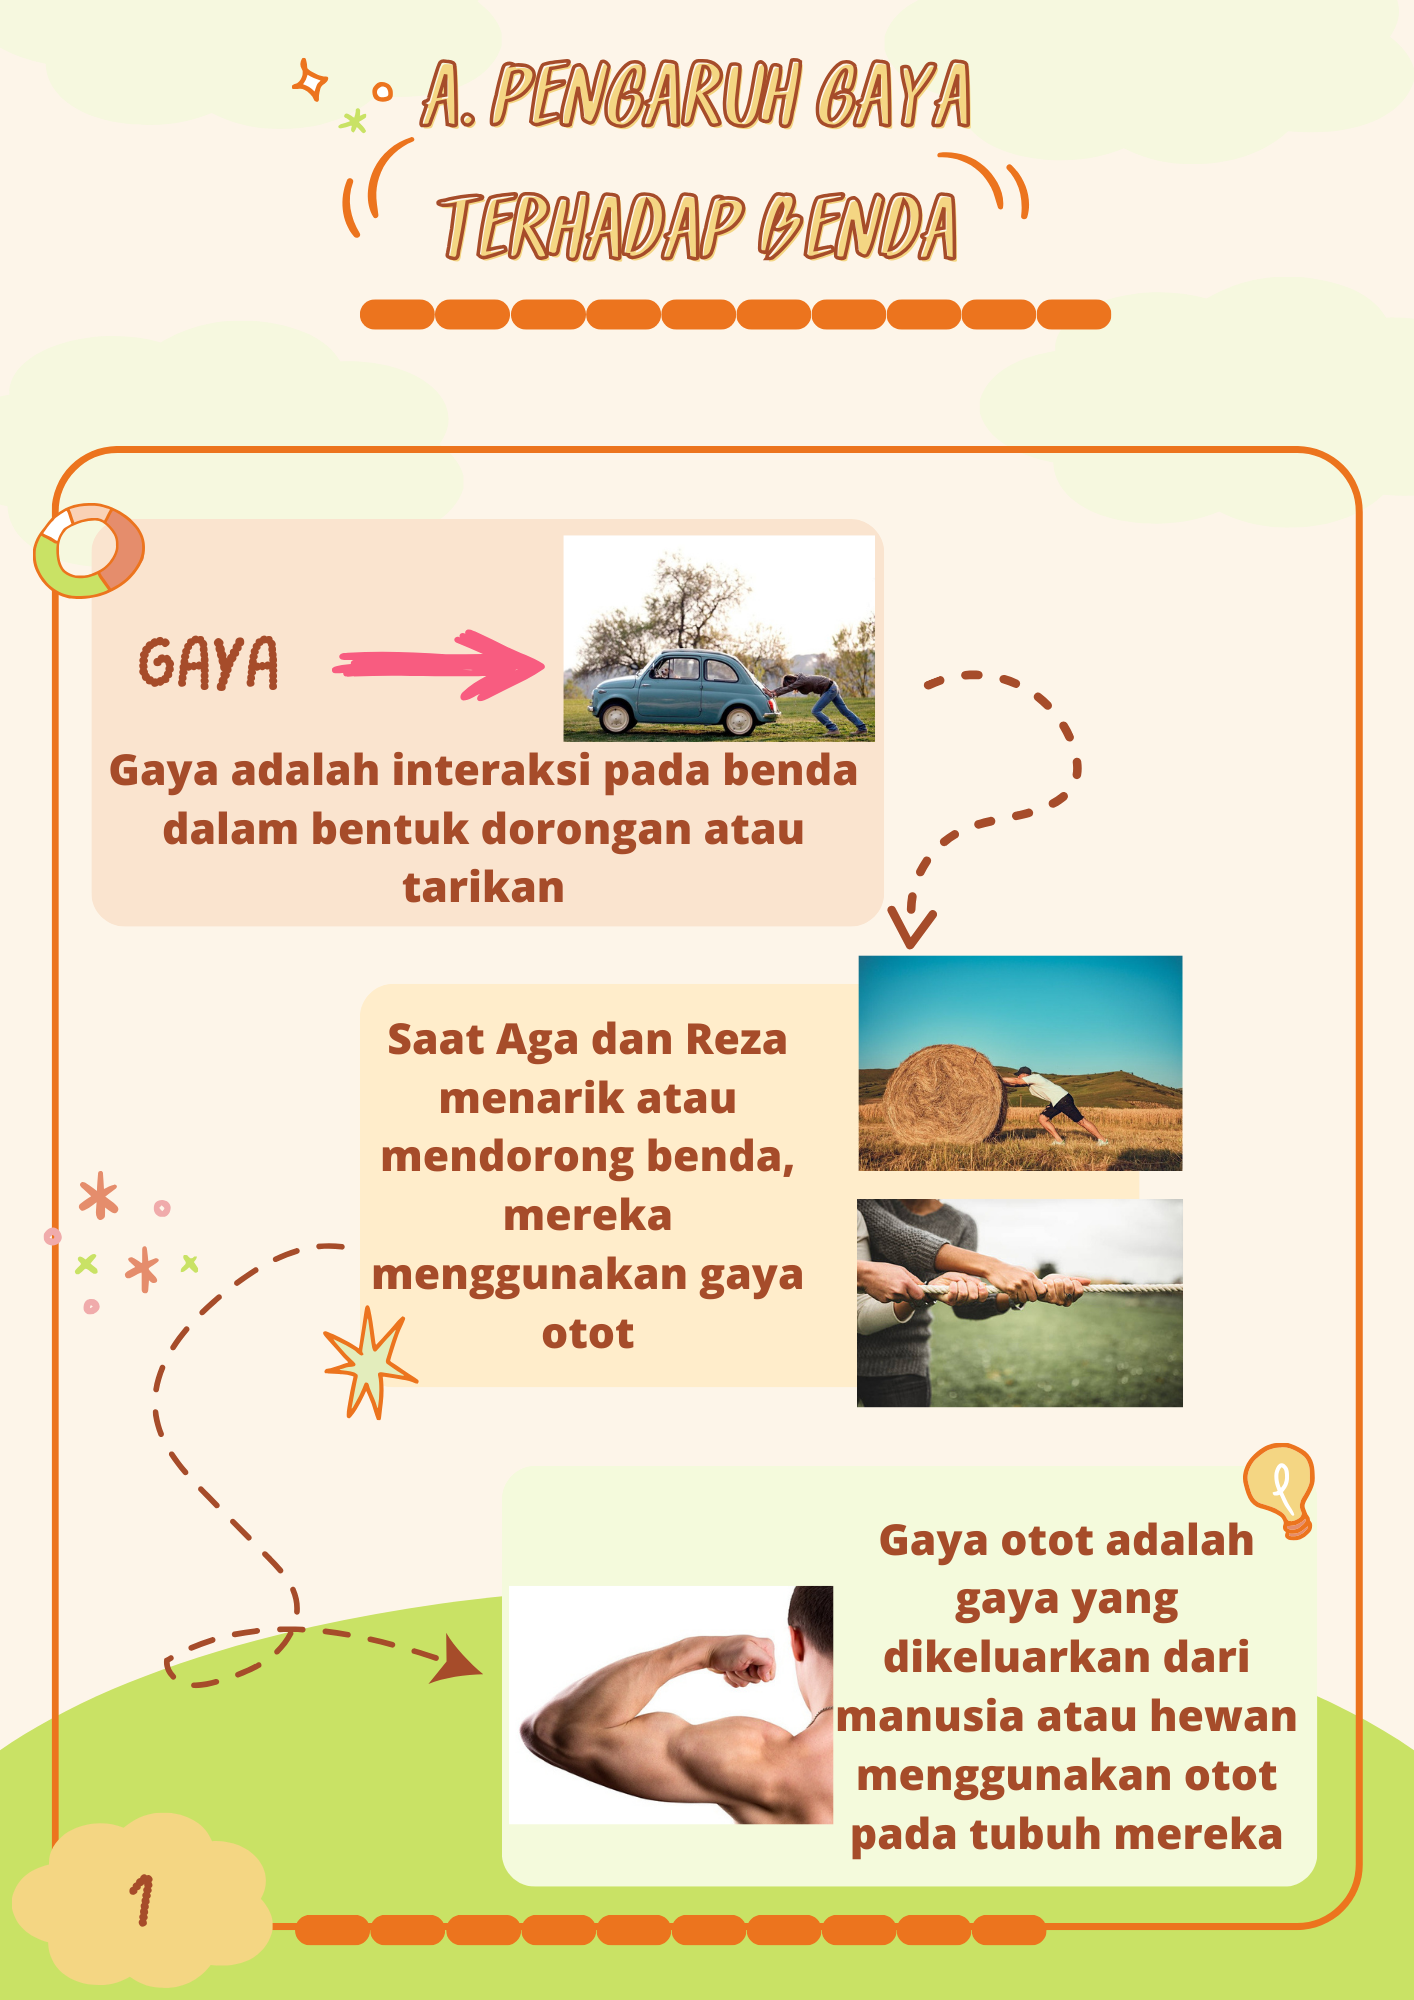 A. PENGARUH GAYA
TERHADAP BENDA
GAYA
Gaya adalah interaksi pada benda
dalam bentuk dorongan atau
tarikan
Saat Aga dan Reza
menarik atau
mendorong benda,
mereka
menggunakan gaya
otot
Gaya otot adalah
gaya yang
dikeluarkan dari
manusia atau hewan
menggunakan otot
pada tubuh mereka
1